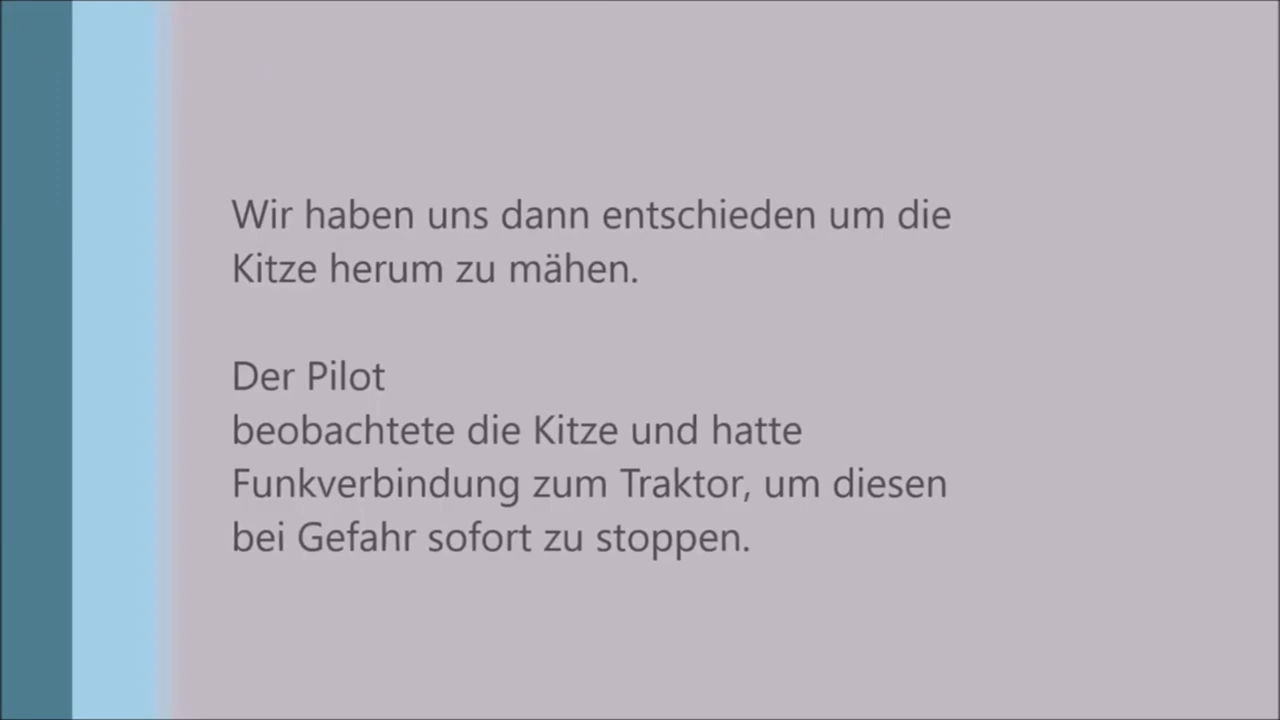 Wir haben uns dann entschieden um die
Kitze herum zu mähen.
Der Pilot
beobachtete die Kitze und hatte
Funkverbindung zum Traktor, um diesen
bei Gefahr sofort zu stoppen.